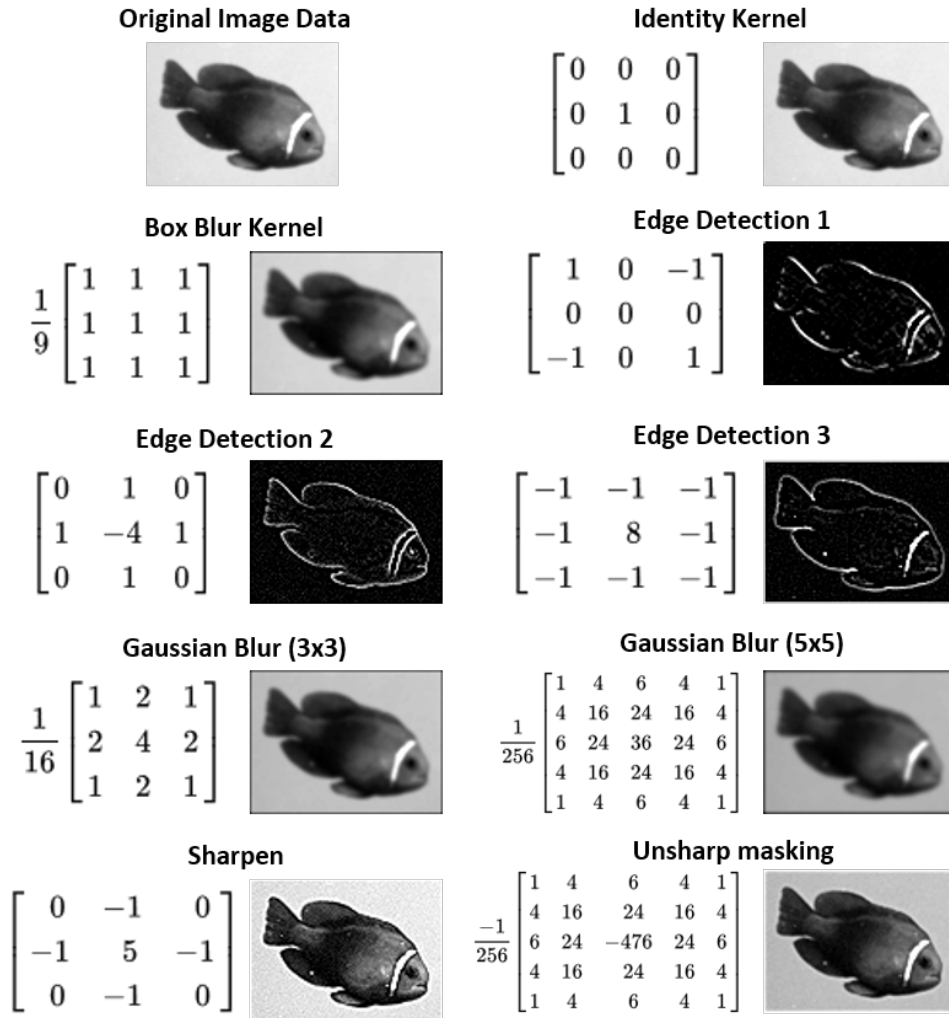 Original Image Data
Identity Kernel
0 0 0
0 1 0
0 0 0
Box Blur Kernel
1/9
1 1 1
1 1 1
1 1 1
Edge Detection 1
1 0 −1
0 0 0
−1 0 1
Edge Detection 2
0 1 0
1 −4 1
0 1 0
Edge Detection 3
−1 −1 −1
−1 8 −1
−1 −1 −1
Gaussian Blur (3x3)
1/16
1 2 1
2 4 2
1 2 1
Gaussian Blur (5x5)
1/256
1 4 6 4 1
4 16 24 16 4
6 24 36 24 6
4 16 24 16 4
1 4 6 4 1
Sharpen
0 −1 0
−1 5 −1
0 −1 0
Unsharp masking
−1/256
1 4 6 4 1
4 16 24 16 4
6 24 −476 24 6
4 16 24 16 4
1 4 6 4 1